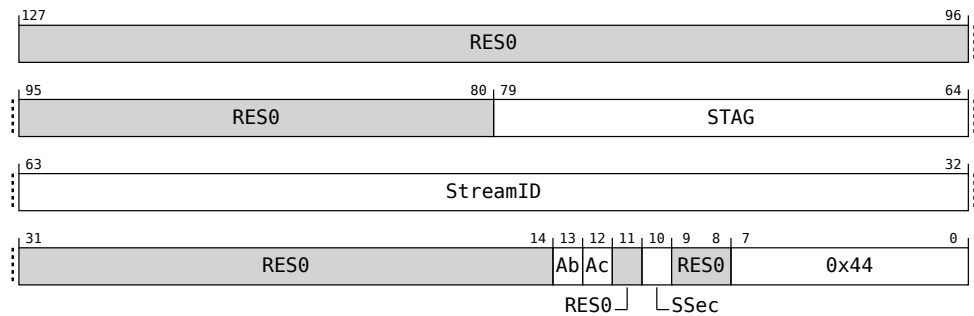 127 96
RES0
95 80 79 64
RES0 STAG
63 32
StreamID
31 14 13 12 11 10 9 8 7 0
RES0 Ab Ac RES0 0x44
RES0 SSec